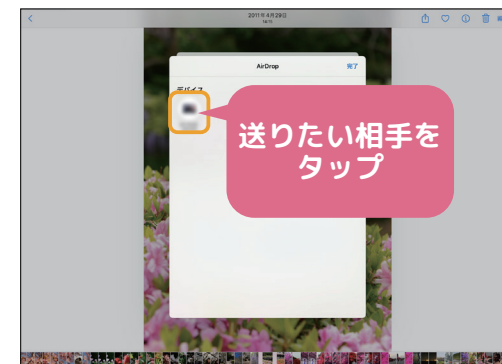 2011年4月29日
AirDrop
完了
デバイス
送りたい相手を
タップ